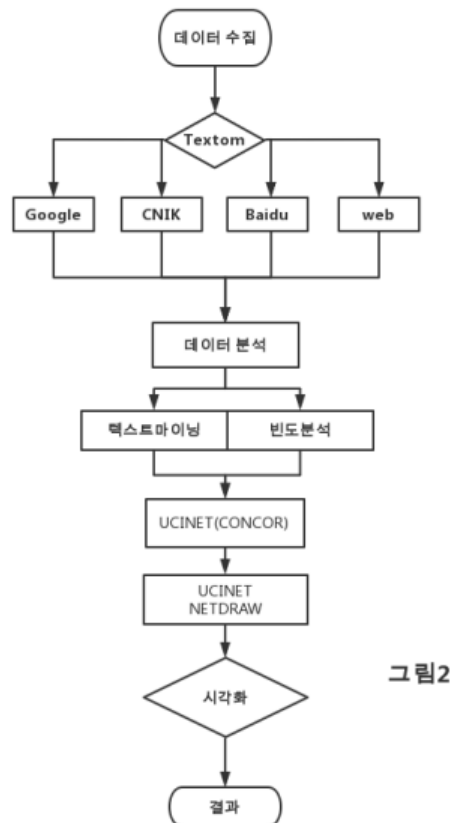 데이터 수집
Textom
Google
CNIK
Baidu
web
데이터 분석
텍스트마이닝
빈도분석
UCINET(CONCOR)
UCINET
NETDRAW
시각화
그림2
결과